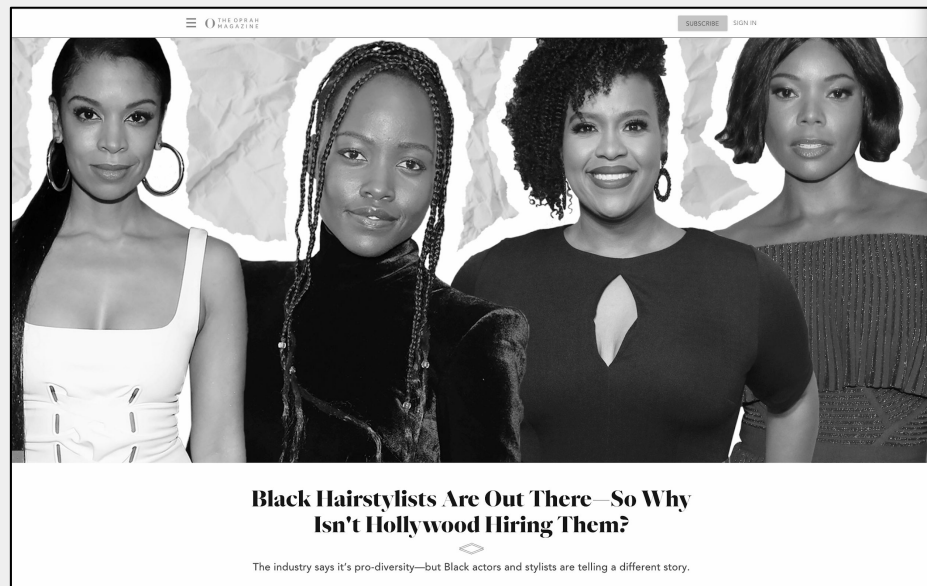 O THE OPRAH
MAGAZINE
SUBSCRIBE
SIGN IN
Black Hairstylists Are Out There—So Why
Isn't Hollywood Hiring Them?
The industry says it's pro-diversity—but Black actors and stylists are telling a different story.